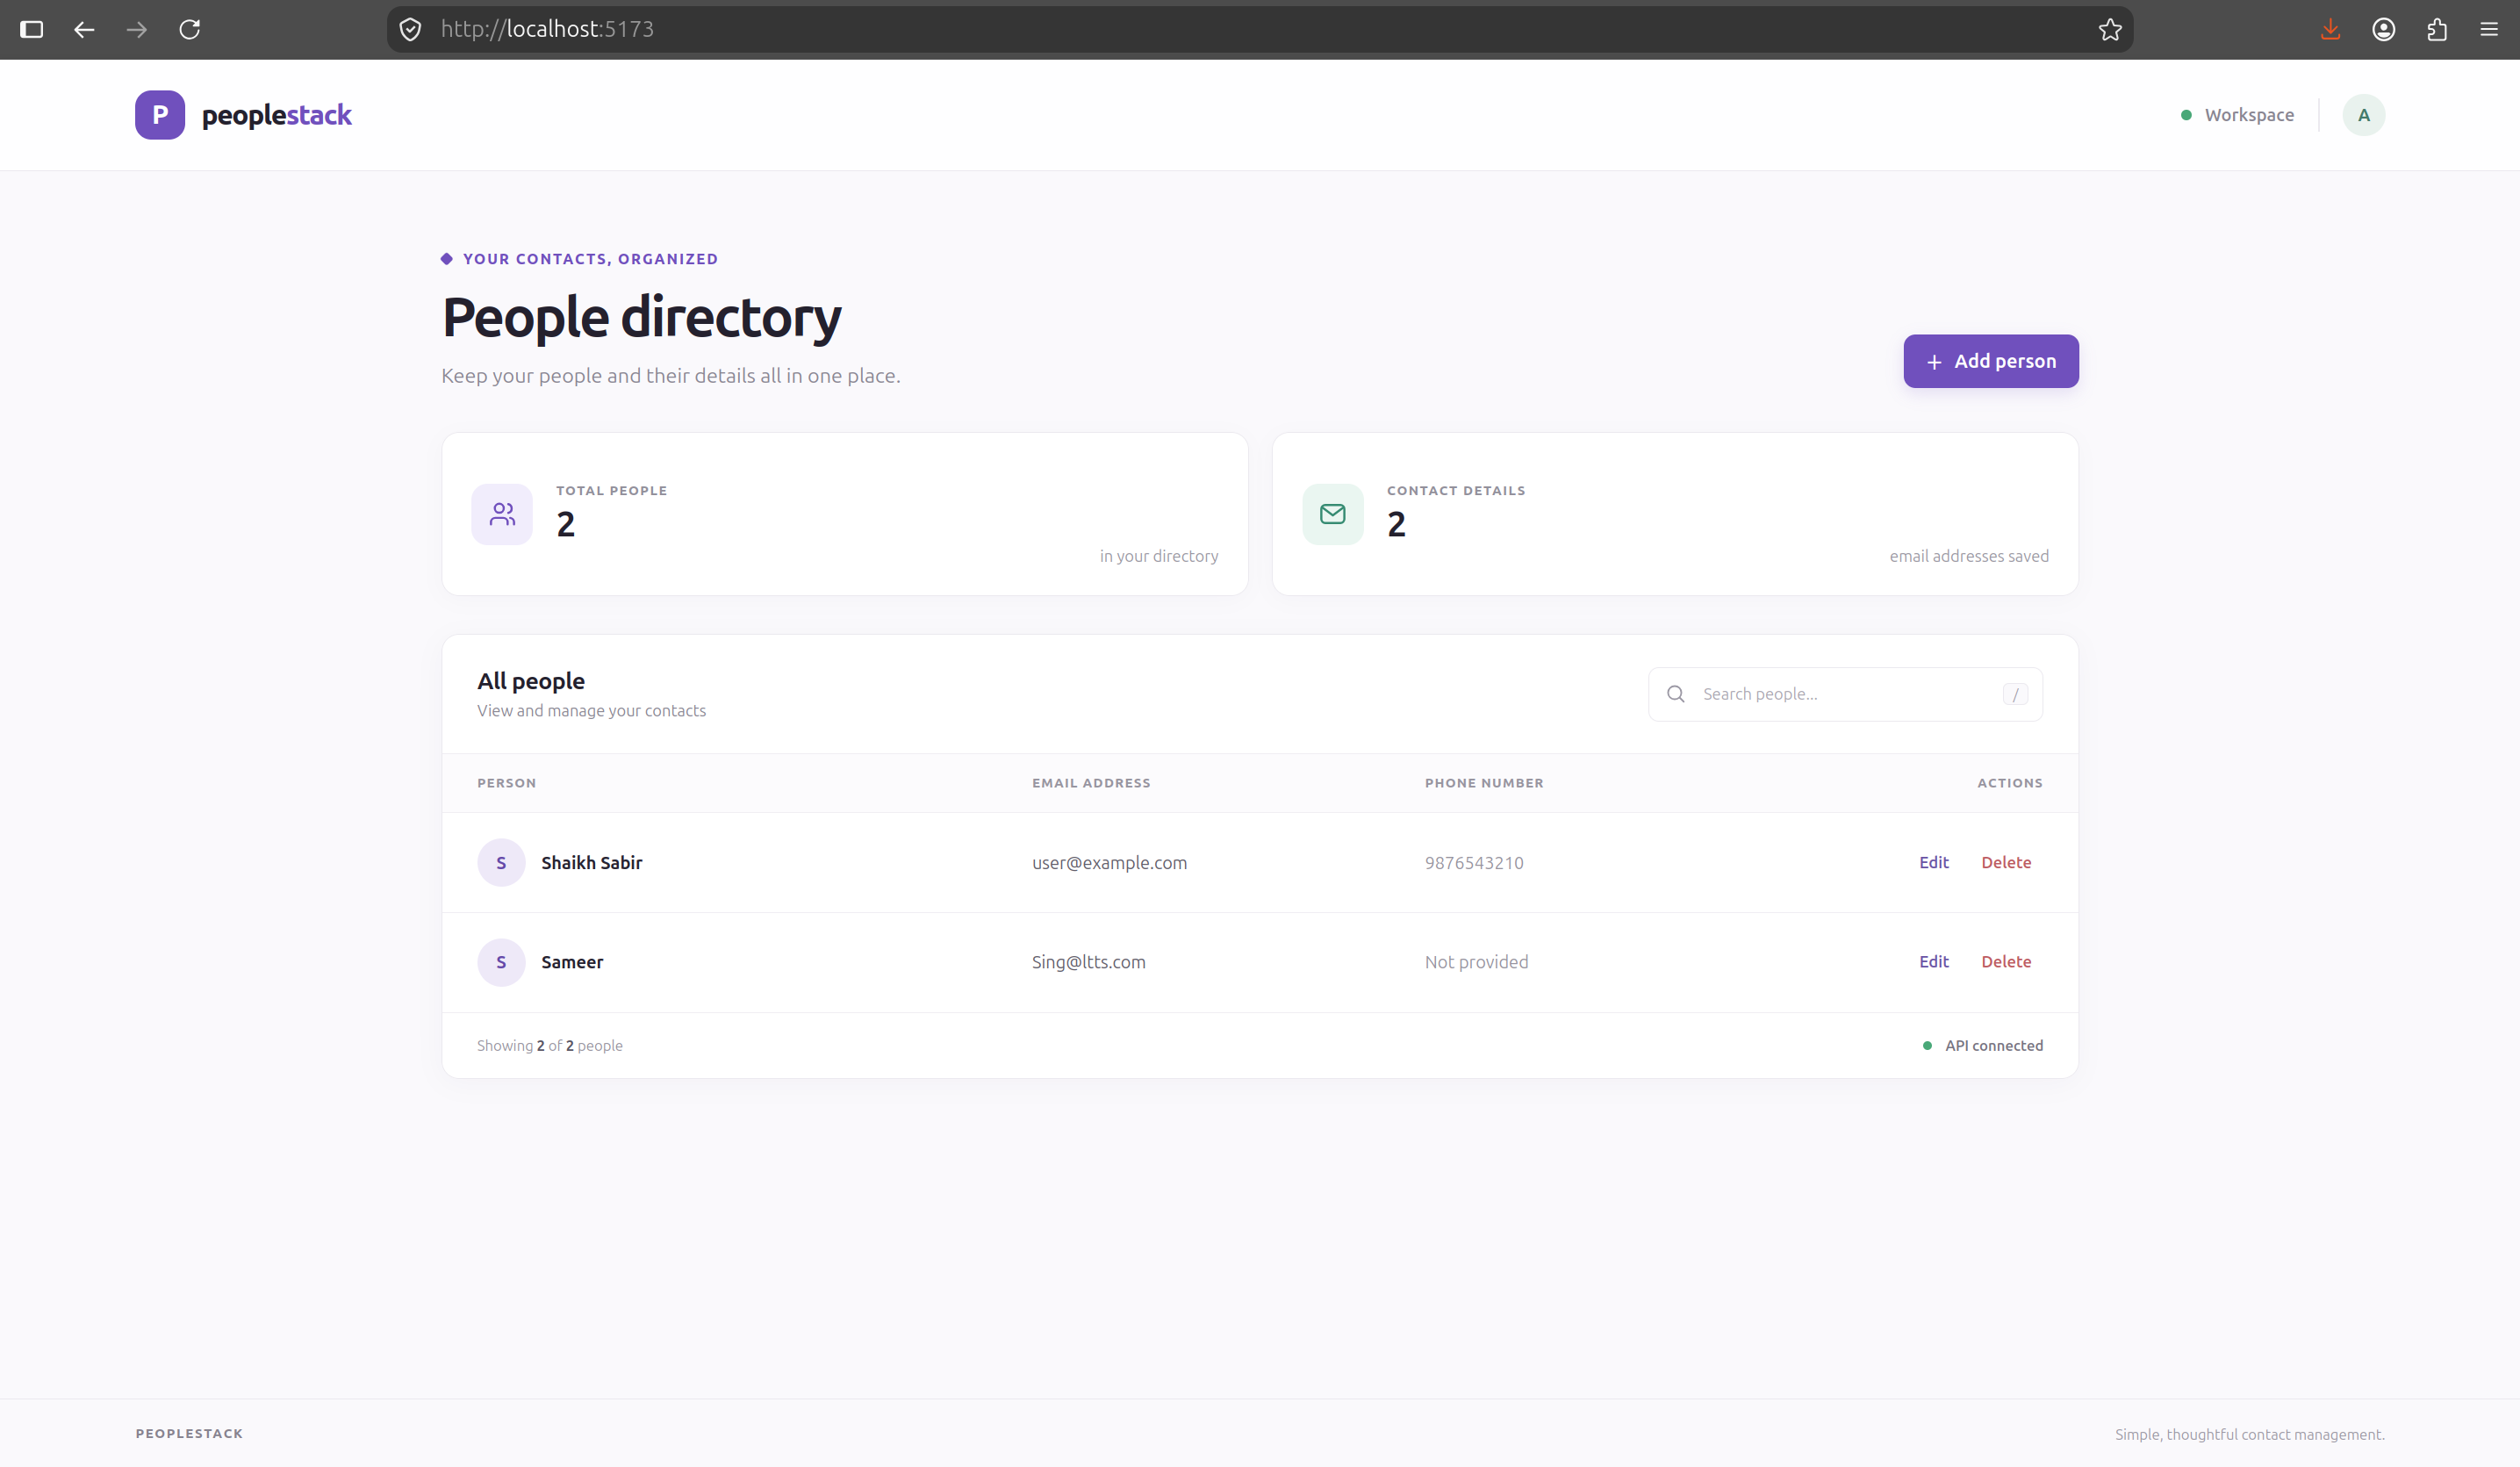 http://localhost:5173
P peoplestack
Workspace
A
YOUR CONTACTS, ORGANIZED
People directory
Keep your people and their details all in one place.
+ Add person
TOTAL PEOPLE
2
in your directory
CONTACT DETAILS
2
email addresses saved
All people
View and manage your contacts
Search people... /
PERSON EMAIL ADDRESS PHONE NUMBER ACTIONS
S Shaikh Sabir user@example.com 9876543210 Edit Delete
S Sameer Sing@ltts.com Not provided Edit Delete
Showing 2 of 2 people API connected
PEOPLESTACK Simple, thoughtful contact management.